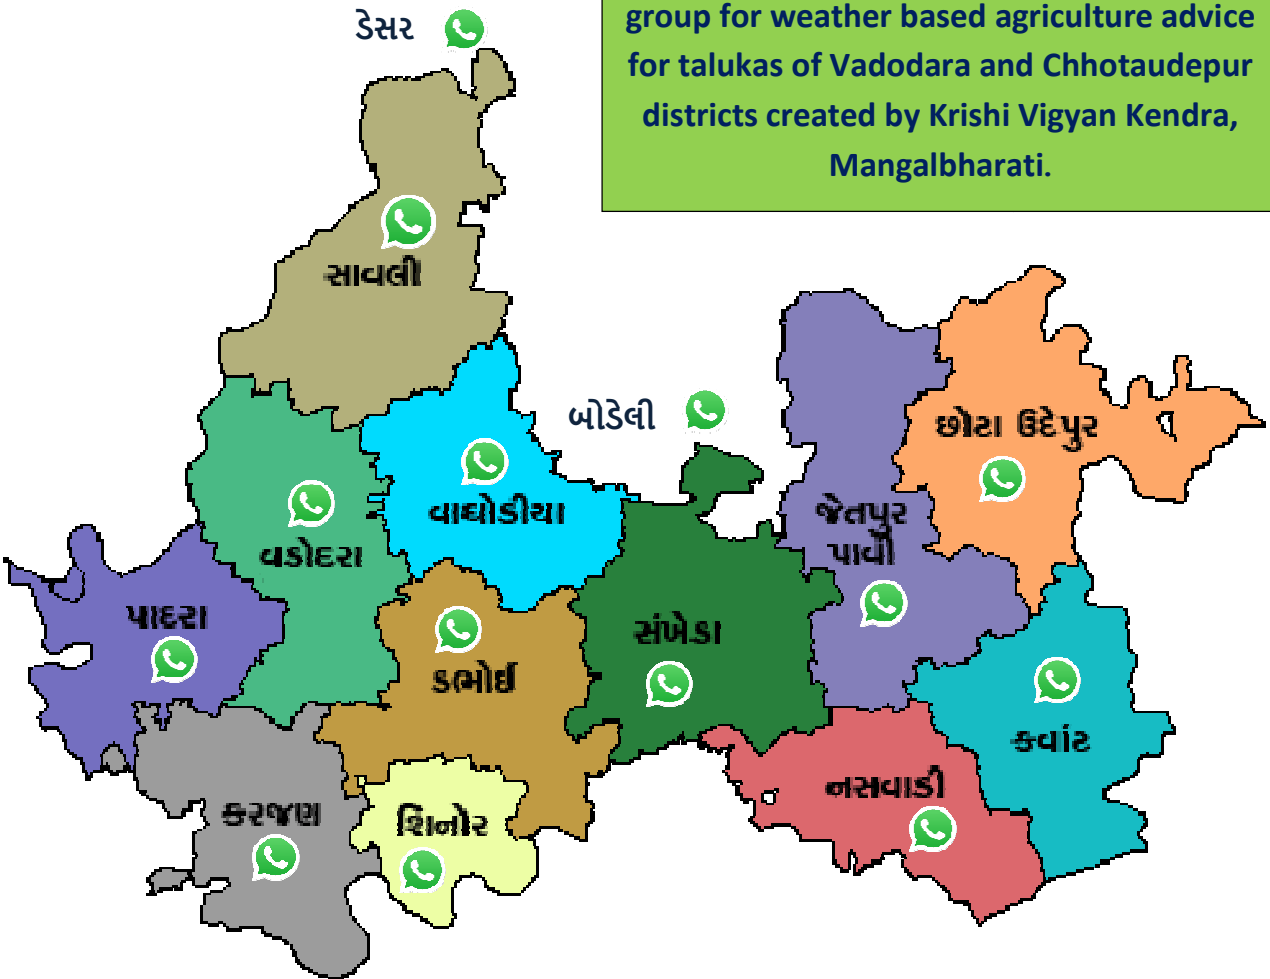 ડેસર
group for weather based agriculture advice
for talukas of Vadodara and Chhotaudepur
districts created by Krishi Vigyan Kendra,
Mangalbharati.
સાવલી
બોડેલી
છોટા ઉદેપુર
વાઘોડીયા
જેતપુર
પાવી
વડોદરા
પાદરા
સંખેડા
ડભોઈ
કવાંટ
નસવાડી
કરજણ
શિનોર